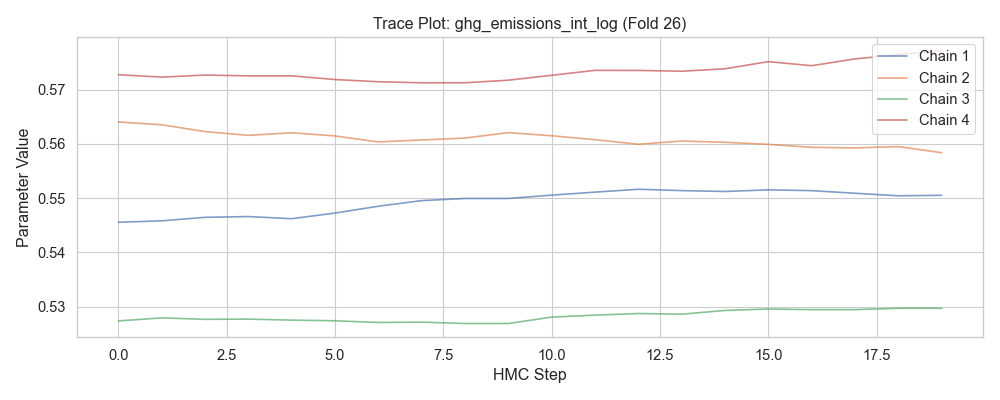 Trace Plot: ghg_emissions_int_log (Fold 26)
Parameter Value
0.57
0.56
0.55
0.54
0.53
Chain 1
Chain 2
Chain 3
Chain 4
0.0 2.5 5.0 7.5 10.0 12.5 15.0 17.5
HMC Step